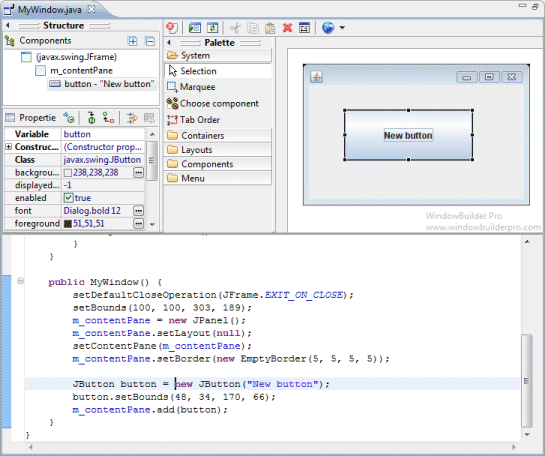 MyWindow.java
Structure
Components
(javax.swing.JFrame)
m_contentPane
button - "New button"
Propertie
Variable button
Construc... (Constructor prop...
Class javax.swing.JButton
backgrou... 238,238,238
displayed... -1
enabled true
font Dialog.bold 12
foreground 51,51,51
Palette
System
Selection
Marquee
Choose component
Tab Order
Containers
Layouts
Components
Menu
New button
WindowBuilder Pro
www.windowbuilderpro.com
}
}
public MyWindow() {
setDefaultCloseOperation(JFrame.EXIT_ON_CLOSE);
setBounds(100, 100, 303, 189);
m_contentPane = new JPanel();
m_contentPane.setLayout(null);
setContentPane(m_contentPane);
m_contentPane.setBorder(new EmptyBorder(5, 5, 5, 5));
JButton button = new JButton("New button");
button.setBounds(48, 34, 170, 66);
m_contentPane.add(button);
}
}